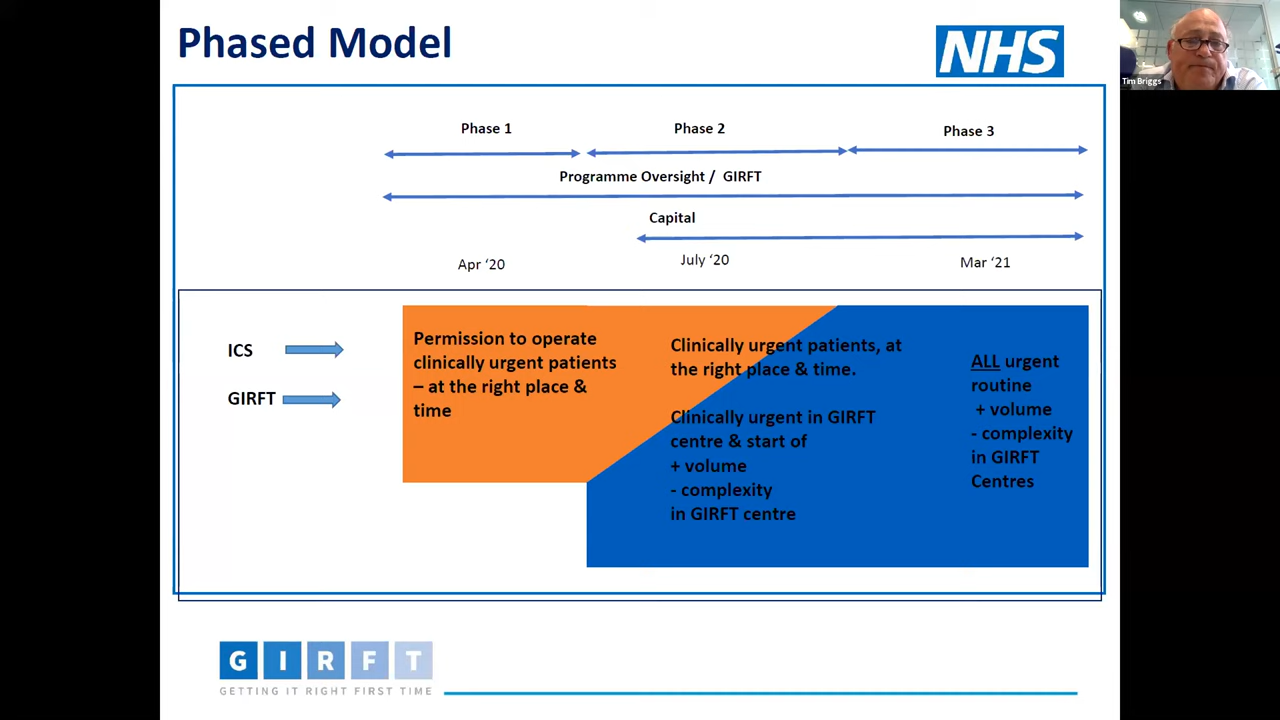 Phased Model
NHS
Tim Briggs
Phase 1
Phase 2
Phase 3
Programme Oversight / GIRFT
Capital
Apr ‘20
July ‘20
Mar ‘21
ICS
GIRFT
Permission to operate
clinically urgent patients
– at the right place &
time
Clinically urgent patients, at
the right place & time.
Clinically urgent in GIRFT
centre & start of
+ volume
- complexity
in GIRFT centre
ALL urgent
routine
+ volume
- complexity
in GIRFT
Centres
GIRFT
GETTING IT RIGHT FIRST TIME